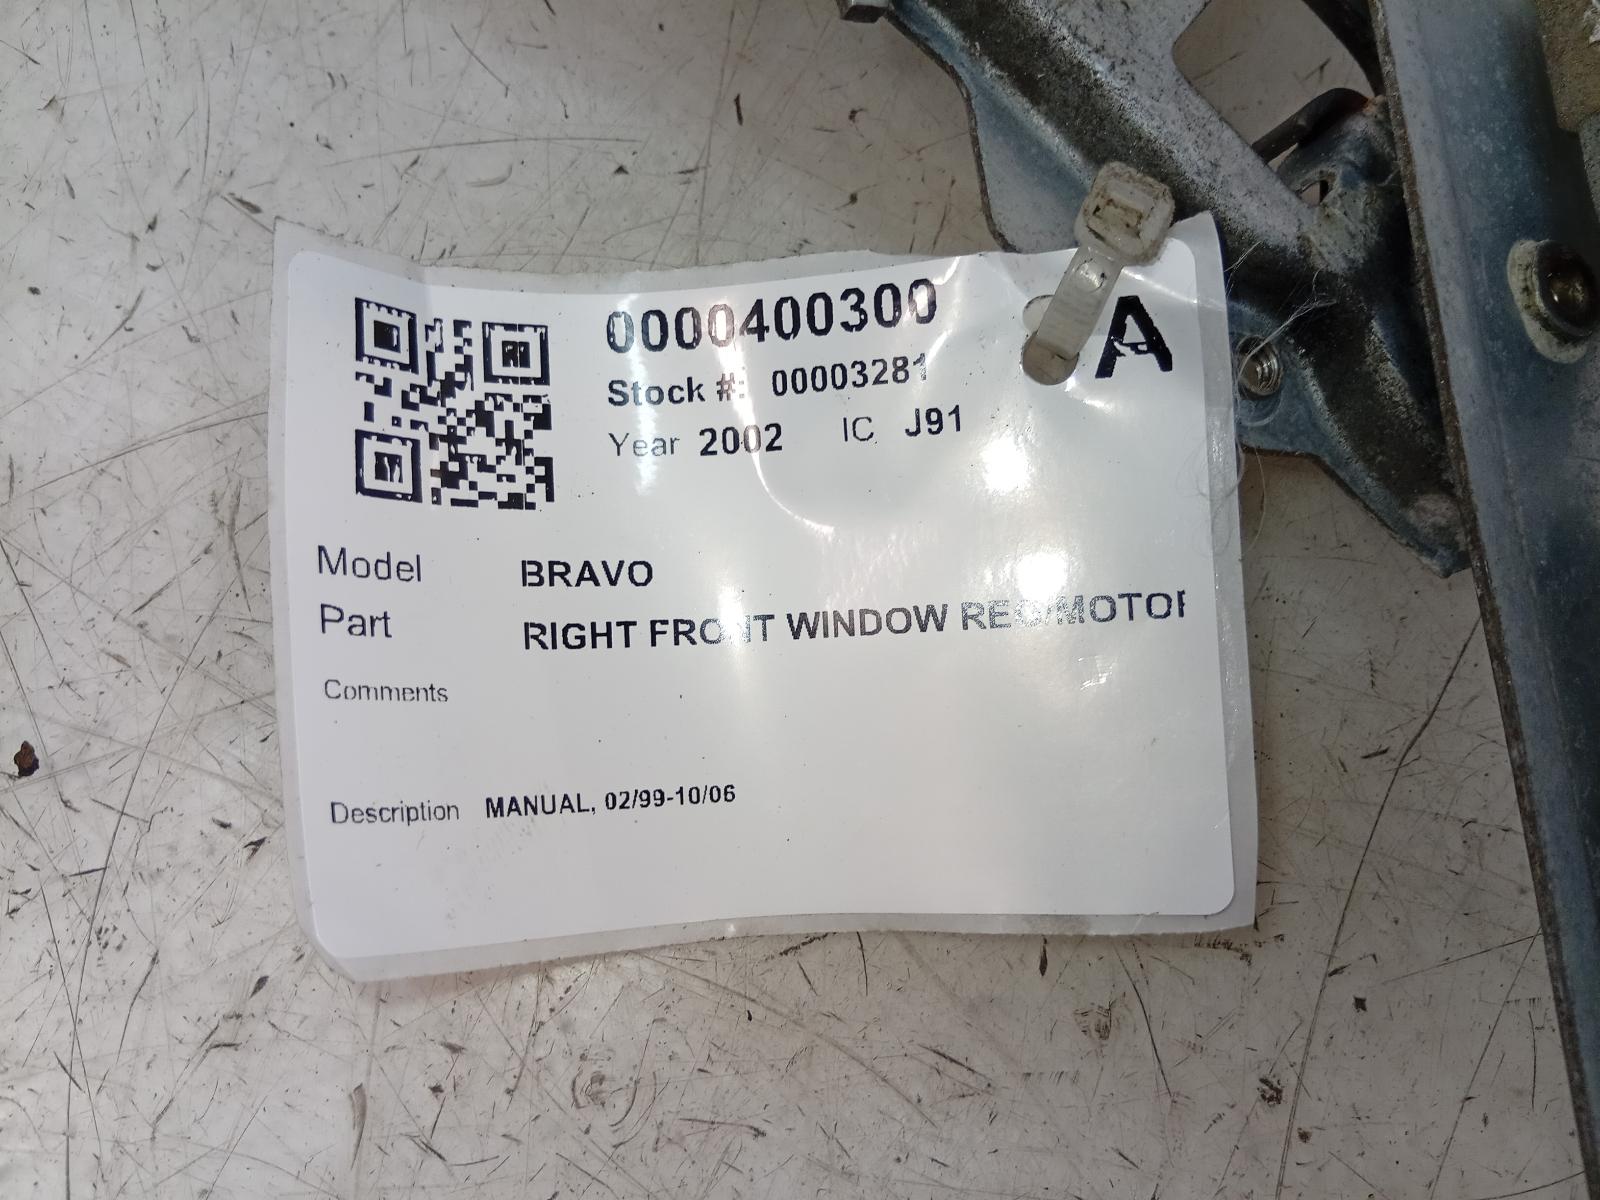 0000400300 A
Stock #: 00003281
Year 2002 IC J91
Model BRAVO
Part RIGHT FRONT WINDOW REG/MOTOR
Comments
Description MANUAL, 02/99-10/06